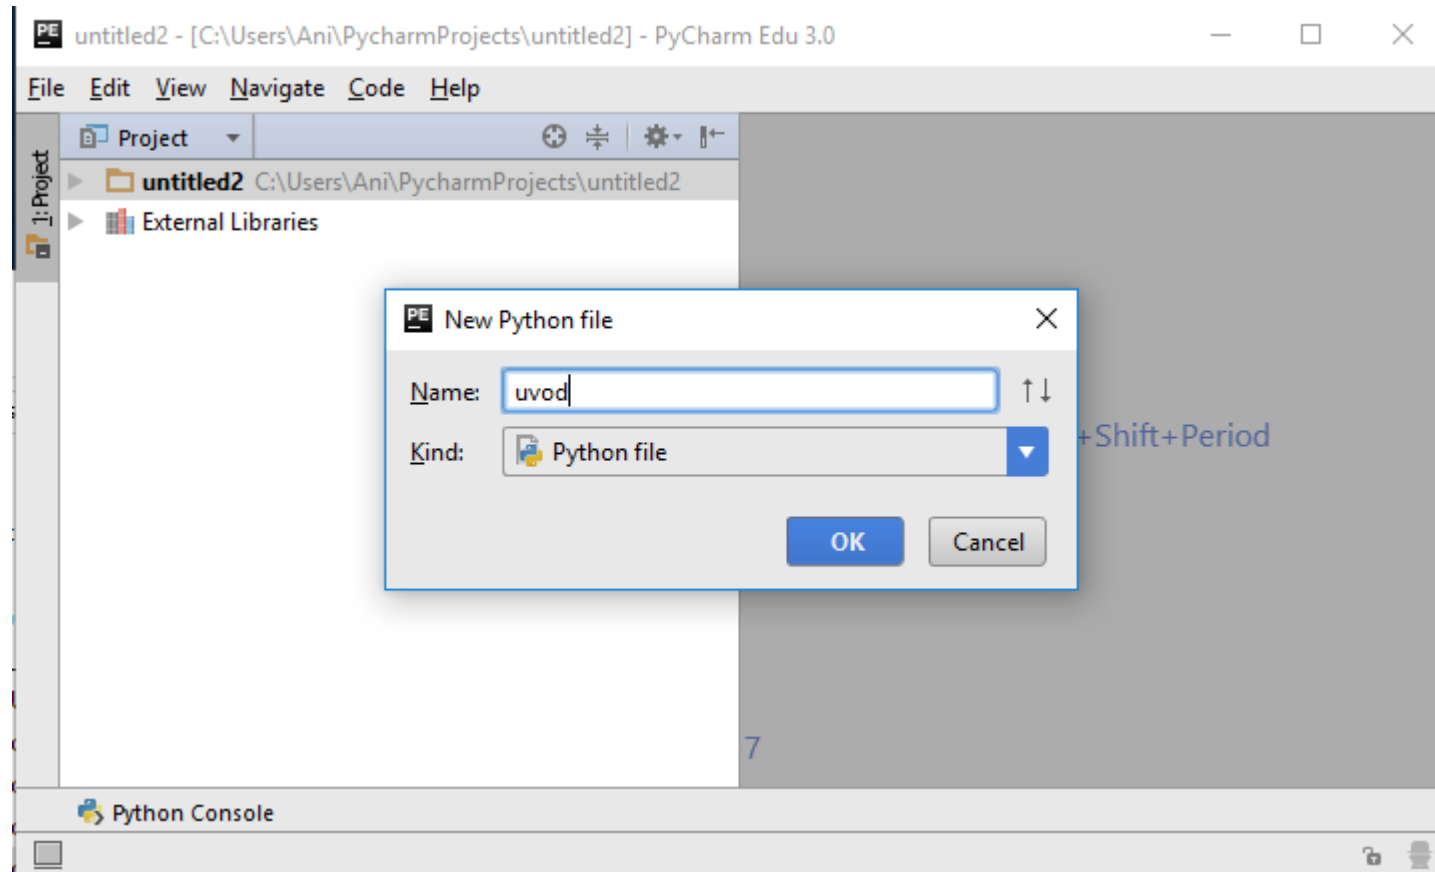 PE untitled2 - [C:\Users\Ani\PycharmProjects\untitled2] - PyCharm Edu 3.0
File Edit View Navigate Code Help
1: Project
Project
untitled2 C:\Users\Ani\PycharmProjects\untitled2
External Libraries
PE New Python file
Name: uvod
Kind: Python file
+Shift+Period
OK Cancel
7
Python Console